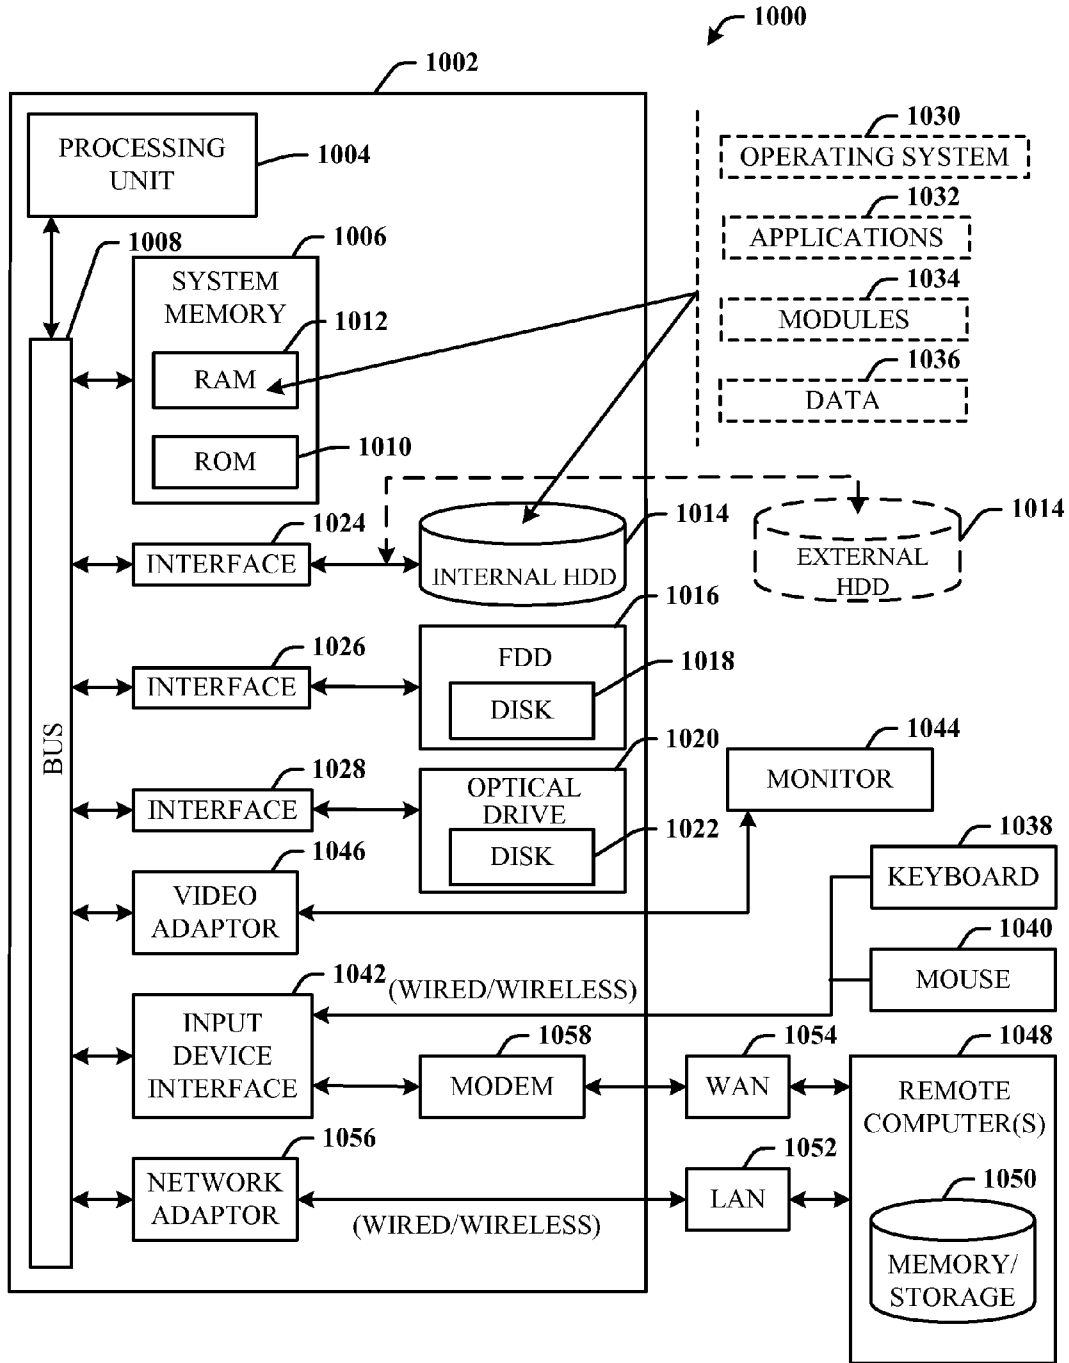 1000
1002
PROCESSING
UNIT
1004
1030
OPERATING SYSTEM
1032
APPLICATIONS
1034
MODULES
1036
DATA
1008
1006
SYSTEM
MEMORY
1012
RAM
1010
ROM
BUS
1024
INTERFACE
1014
INTERNAL HDD
1014
EXTERNAL
HDD
1026
INTERFACE
1016
FDD
1018
DISK
1028
INTERFACE
1020
OPTICAL
DRIVE
1022
DISK
1044
MONITOR
1046
VIDEO
ADAPTOR
1038
KEYBOARD
1040
MOUSE
1042
INPUT
DEVICE
INTERFACE
(WIRED/WIRELESS)
1058
MODEM
1054
WAN
1048
REMOTE
COMPUTER(S)
1056
NETWORK
ADAPTOR
(WIRED/WIRELESS)
1052
LAN
1050
MEMORY/
STORAGE